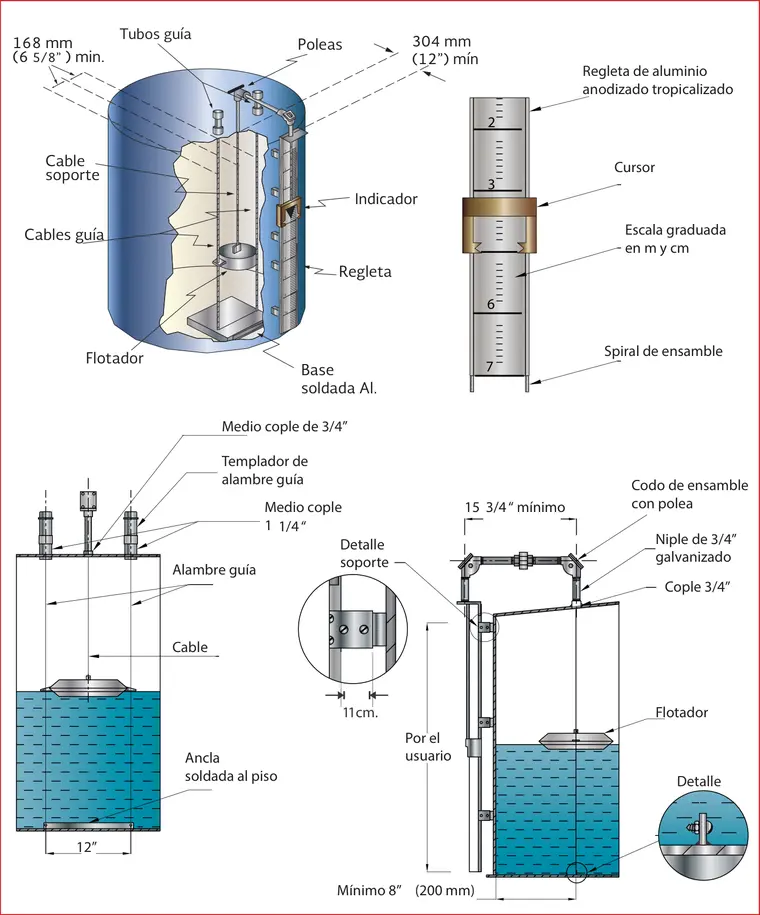 168 mm
(6 5/8" ) min.
Tubos guía
Poleas
304 mm
(12”) mín
Cable
soporte
Cables guía
Indicador
Regleta
Flotador
Base
soldada Al.
Regleta de aluminio
anodizado tropicalizado
2
Cursor
3
Escala graduada
en m y cm
6
Spiral de ensamble
7
Medio cople de 3/4”
Templador de
alambre guía
Medio cople
1 1/4 “
Alambre guía
Cable
Ancla
soldada al piso
12”
Detalle
soporte
11cm.
15 3/4 “ mínimo
Codo de ensamble
con polea
Niple de 3/4”
galvanizado
Cople 3/4”
Por el
usuario
Flotador
Detalle
Mínimo 8” (200 mm)